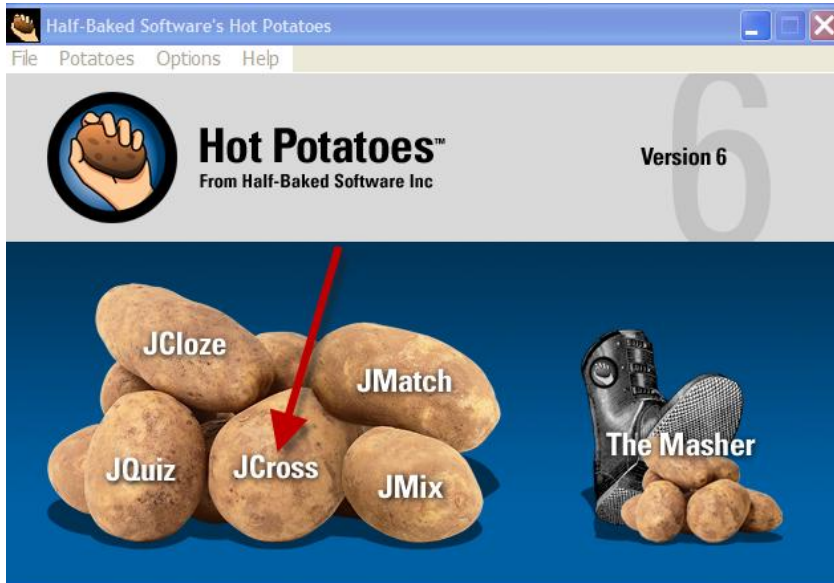 Half-Baked Software's Hot Potatoes
File Potatoes Options Help
Hot Potatoes™
From Half-Baked Software Inc
6
Version 6
JCloze
JMatch
JQuiz
JCross
JMix
The Masher